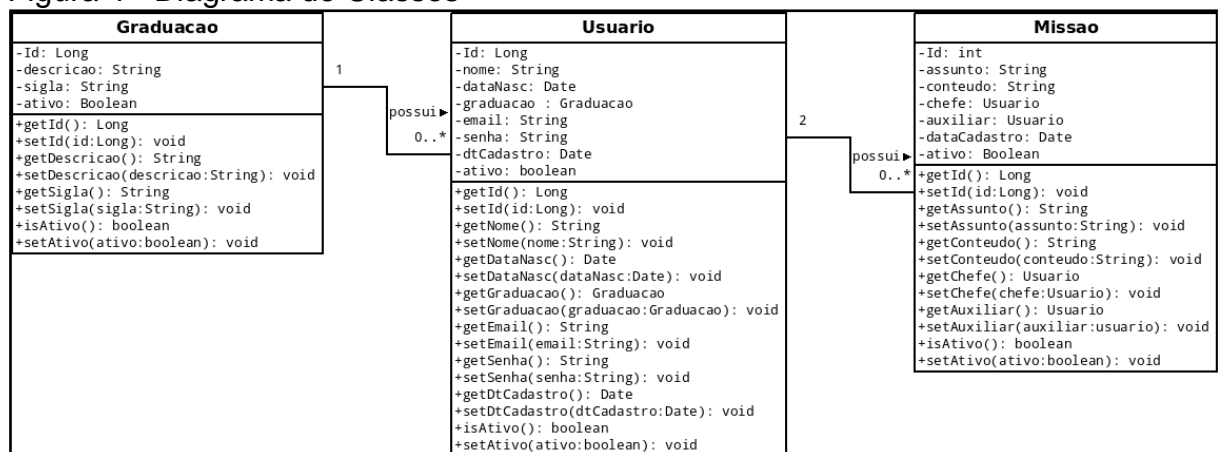 Graduacao
-Id: Long
-descricao: String
-sigla: String
-ativo: Boolean
+getId(): Long
+setId(id:Long): void
+getDescricao(): String
+setDescricao(descricao:String): void
+getSigla(): String
+setSigla(sigla:String): void
+isAtivo(): boolean
+setAtivo(ativo:boolean): void
1
possui
0..*
Usuario
-Id: Long
-nome: String
-dataNasc: Date
-graduacao : Graduacao
-email: String
-senha: String
-dtCadastro: Date
-ativo: boolean
+getId(): Long
+setId(id:Long): void
+getNome(): String
+setNome(nome:String): void
+getDataNasc(): Date
+setDataNasc(dataNasc:Date): void
+getGraduacao(): Graduacao
+setGraduacao(graduacao:Graduacao): void
+getEmail(): String
+setEmail(email:String): void
+getSenha(): String
+setSenha(senha:String): void
+getDtCadastro(): Date
+setDtCadastro(dtCadastro:Date): void
+isAtivo(): boolean
+setAtivo(ativo:boolean): void
2
possui
0..*
Missao
-Id: int
-assunto: String
-conteudo: String
-chefe: Usuario
-auxiliar: Usuario
-dataCadastro: Date
-ativo: Boolean
+getId(): Long
+setId(id:Long): void
+getAssunto(): String
+setAssunto(assunto:String): void
+getConteudo(): String
+setConteudo(conteudo:String): void
+getChefe(): Usuario
+setChefe(chefe:Usuario): void
+getAuxiliar(): Usuario
+setAuxiliar(auxiliar:usuario): void
+isAtivo(): boolean
+setAtivo(ativo:boolean): void